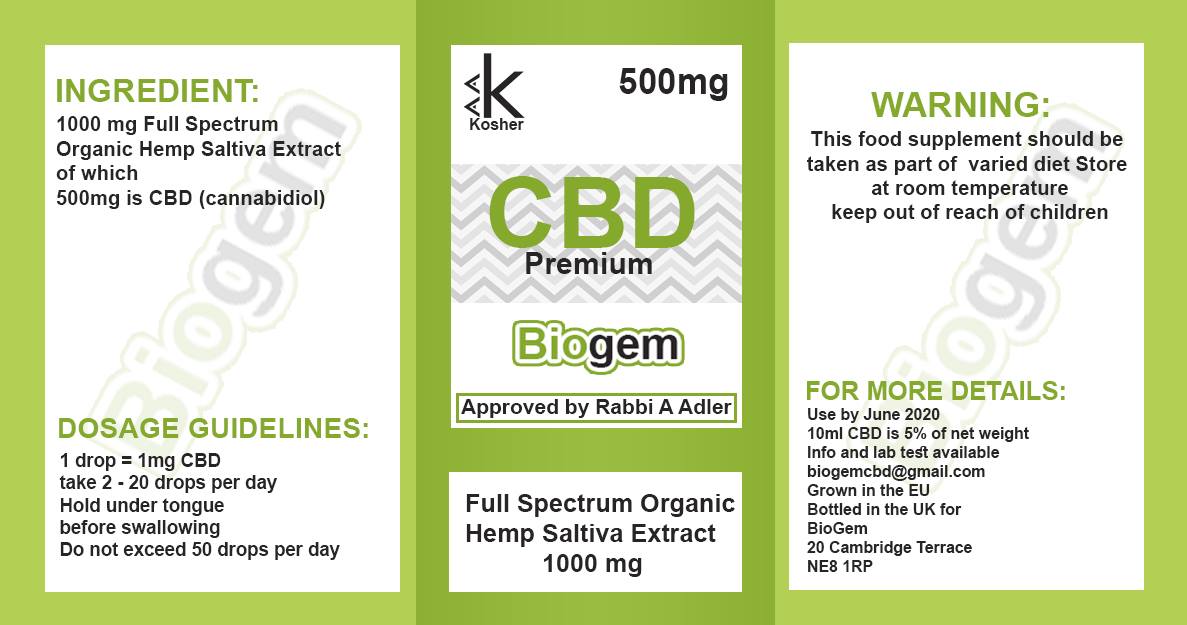 INGREDIENT:
1000 mg Full Spectrum
Organic Hemp Saltiva Extract
of which
500mg is CBD (cannabidiol)
Biogem
DOSAGE GUIDELINES:
1 drop = 1mg CBD
take 2 - 20 drops per day
Hold under tongue
before swallowing
Do not exceed 50 drops per day
k
Kosher
500mg
CBD
Premium
Biogem
Approved by Rabbi A Adler
Full Spectrum Organic
Hemp Saltiva Extract
1000 mg
WARNING:
This food supplement should be
taken as part of varied diet Store
at room temperature
keep out of reach of children
Biogem
FOR MORE DETAILS:
Use by June 2020
10ml CBD is 5% of net weight
Info and lab test available
biogemcbd@gmail.com
Grown in the EU
Bottled in the UK for
BioGem
20 Cambridge Terrace
NE8 1RP